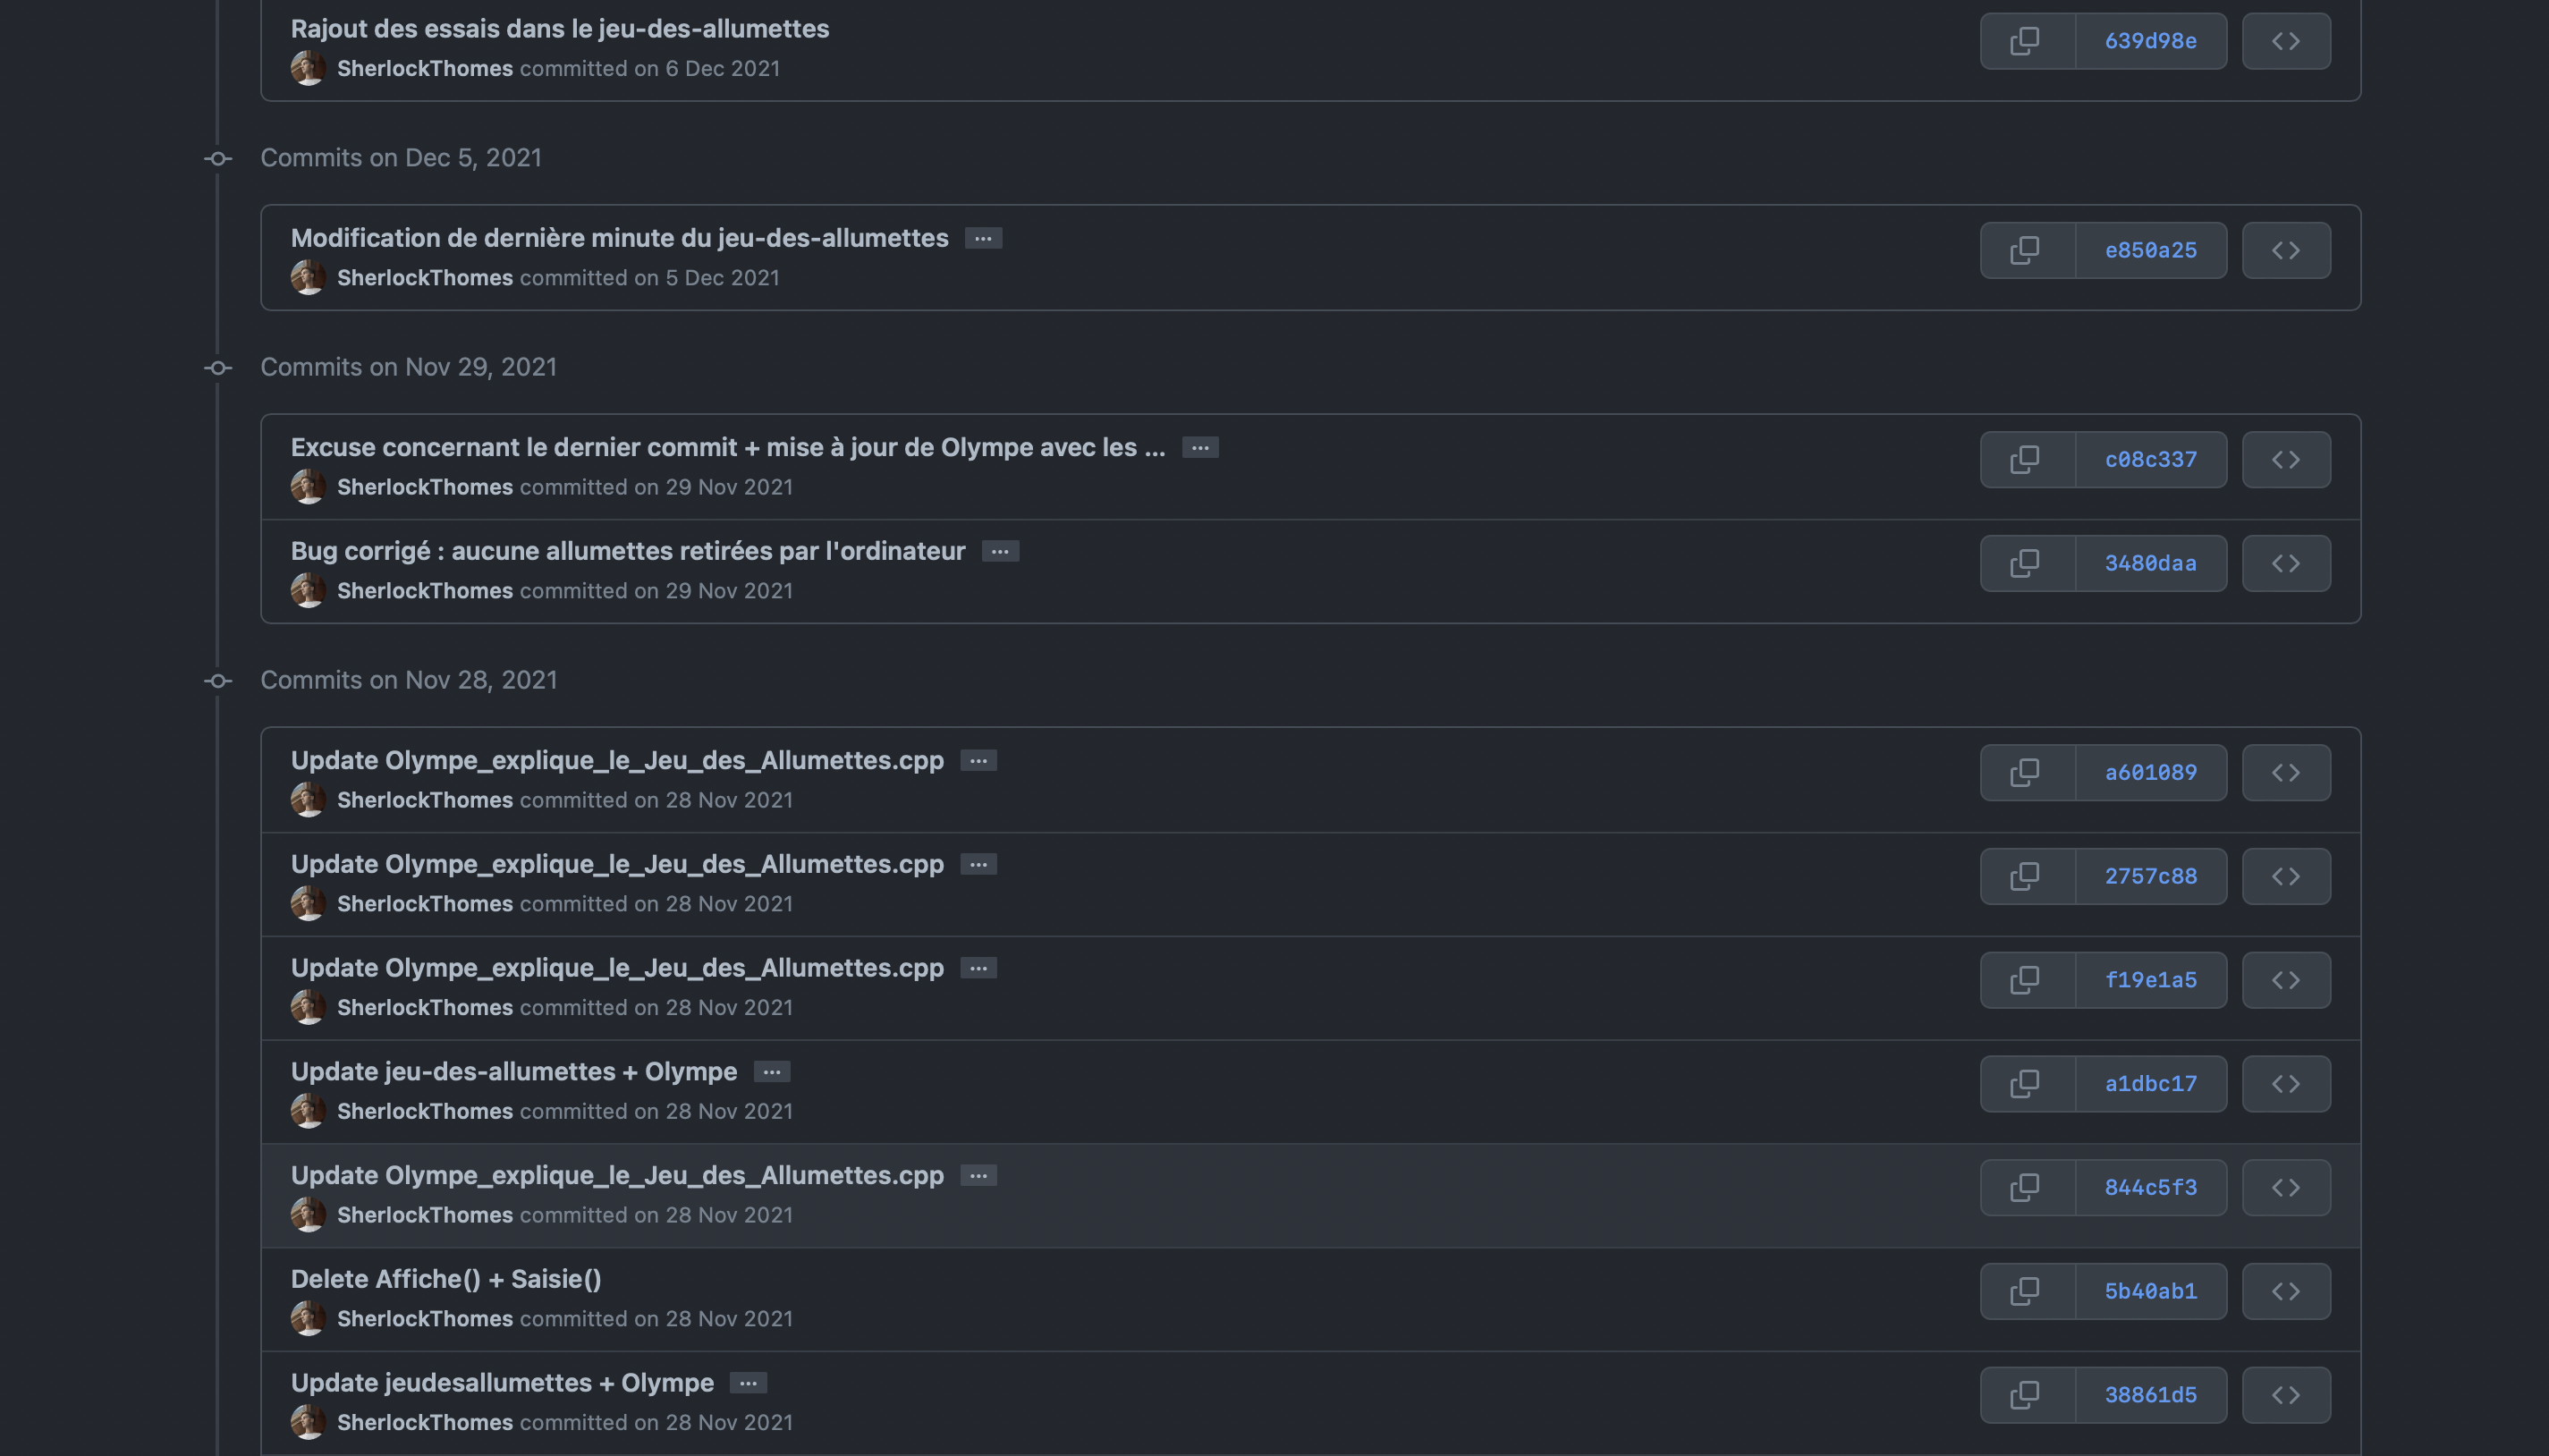 Rajout des essais dans le jeu-des-allumettes
639d98e
SherlockThomes committed on 6 Dec 2021
Commits on Dec 5, 2021
Modification de dernière minute du jeu-des-allumettes ...
e850a25
SherlockThomes committed on 5 Dec 2021
Commits on Nov 29, 2021
Excuse concernant le dernier commit + mise à jour de Olympe avec les ... ...
c08c337
SherlockThomes committed on 29 Nov 2021
Bug corrigé : aucune allumettes retirées par l'ordinateur ...
3480daa
SherlockThomes committed on 29 Nov 2021
Commits on Nov 28, 2021
Update Olympe_explique_le_Jeu_des_Allumettes.cpp ...
a601089
SherlockThomes committed on 28 Nov 2021
Update Olympe_explique_le_Jeu_des_Allumettes.cpp ...
2757c88
SherlockThomes committed on 28 Nov 2021
Update Olympe_explique_le_Jeu_des_Allumettes.cpp ...
f19e1a5
SherlockThomes committed on 28 Nov 2021
Update jeu-des-allumettes + Olympe ...
a1dbc17
SherlockThomes committed on 28 Nov 2021
Update Olympe_explique_le_Jeu_des_Allumettes.cpp ...
844c5f3
SherlockThomes committed on 28 Nov 2021
Delete Affiche() + Saisie()
5b40ab1
SherlockThomes committed on 28 Nov 2021
Update jeudesallumettes + Olympe ...
38861d5
SherlockThomes committed on 28 Nov 2021